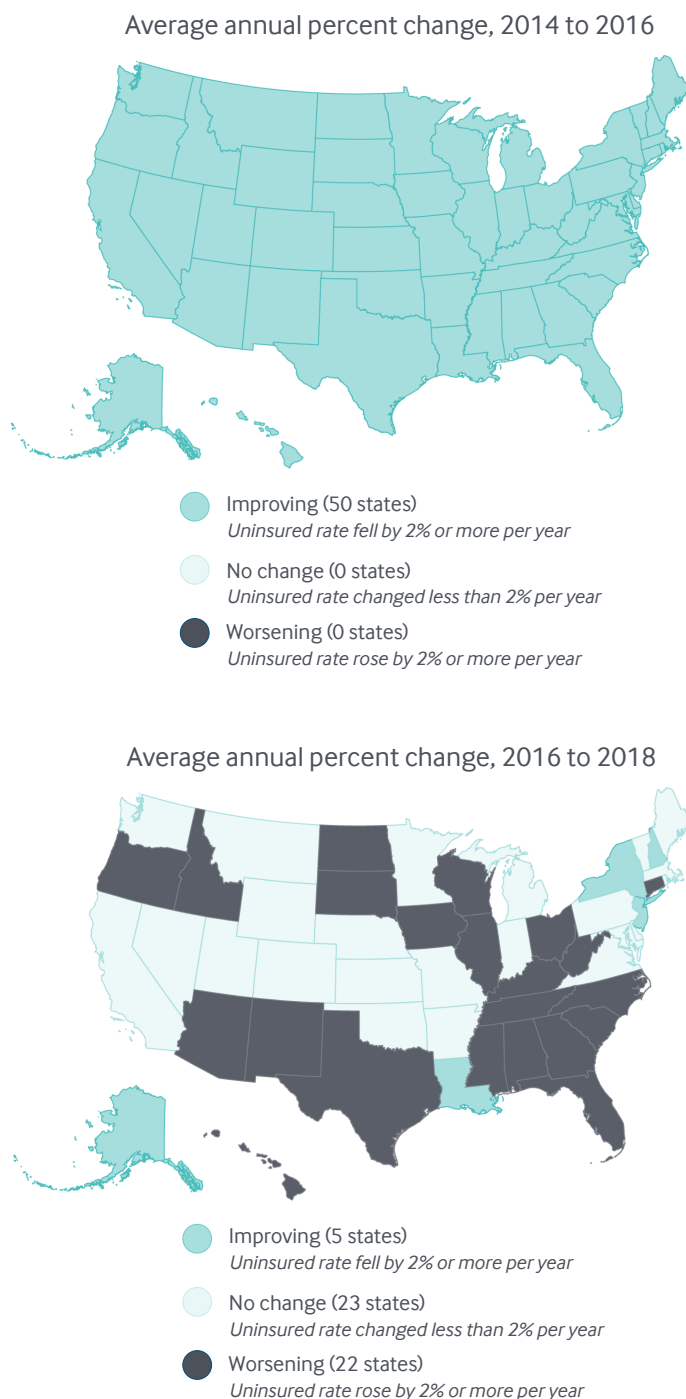 Average annual percent change, 2014 to 2016
Improving (50 states)
Uninsured rate fell by 2% or more per year
No change (0 states)
Uninsured rate changed less than 2% per year
Worsening (0 states)
Uninsured rate rose by 2% or more per year
Average annual percent change, 2016 to 2018
Improving (5 states)
Uninsured rate fell by 2% or more per year
No change (23 states)
Uninsured rate changed less than 2% per year
Worsening (22 states)
Uninsured rate rose by 2% or more per year